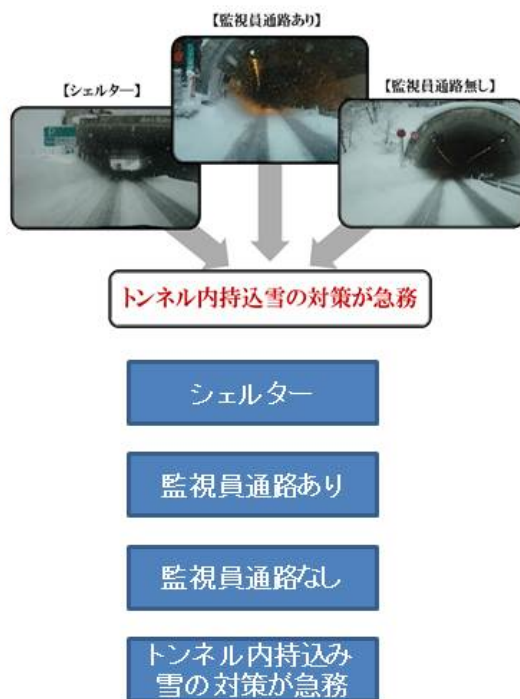 【監視員通路あり】
【シェルター】
【監視員通路無し】
トンネル内持込雪の対策が急務
シェルター
監視員通路あり
監視員通路なし
トンネル内持込み
雪の対策が急務